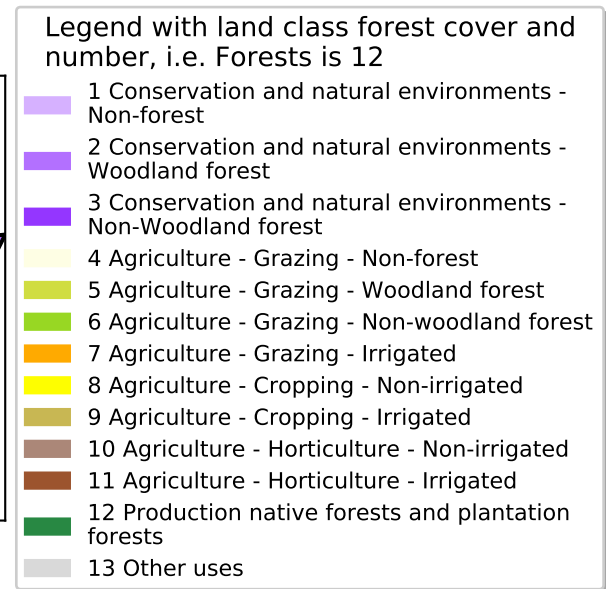 Legend with land class forest cover and
number, i.e. Forests is 12
1 Conservation and natural environments -
Non-forest
2 Conservation and natural environments -
Woodland forest
3 Conservation and natural environments -
Non-Woodland forest
4 Agriculture - Grazing - Non-forest
5 Agriculture - Grazing - Woodland forest
6 Agriculture - Grazing - Non-woodland forest
7 Agriculture - Grazing - Irrigated
8 Agriculture - Cropping - Non-irrigated
9 Agriculture - Cropping - Irrigated
10 Agriculture - Horticulture - Non-irrigated
11 Agriculture - Horticulture - Irrigated
12 Production native forests and plantation
forests
13 Other uses